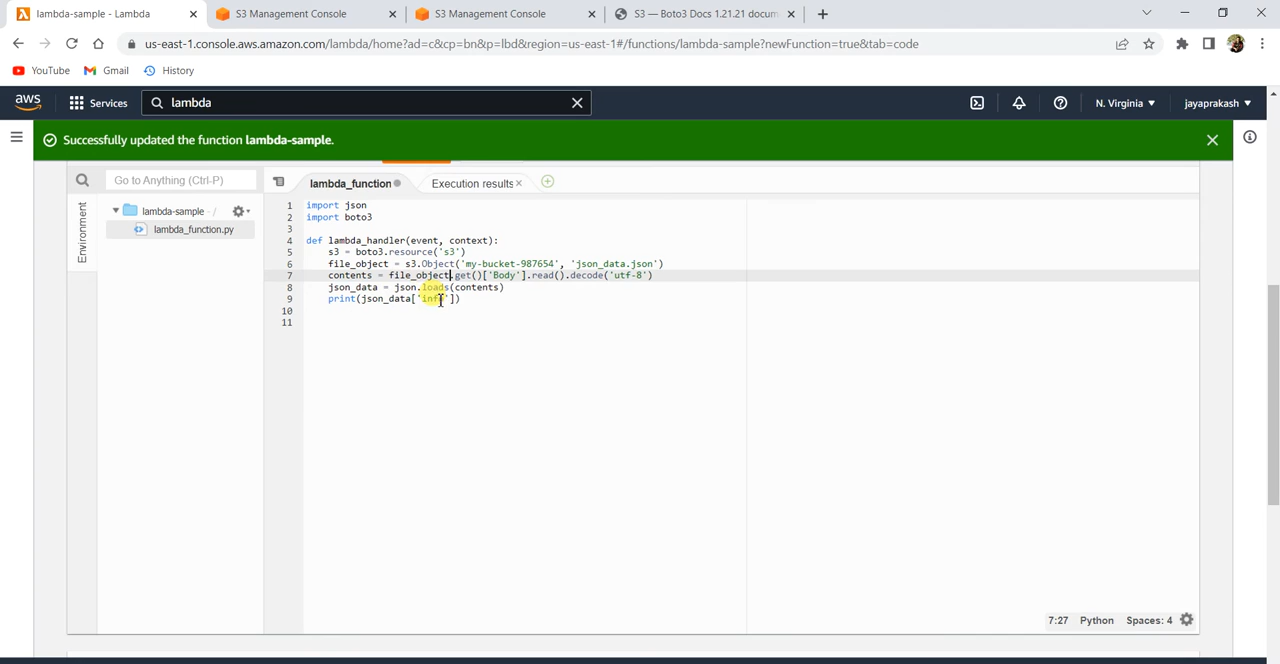 lambda-sample - Lambda
S3 Management Console
S3 Management Console
S3 — Boto3 Docs 1.21.21 docum
us-east-1.console.aws.amazon.com/lambda/home?ad=c&cp=bn&p=lbd&region=us-east-1#/functions/lambda-sample?newFunction=true&tab=code
YouTube
Gmail
History
aws
Services
lambda
N. Virginia
jayaprakash
Successfully updated the function lambda-sample.
Go to Anything (Ctrl-P)
lambda_function
Execution results
Environment
lambda-sample /
lambda_function.py
1 import json
2 import boto3
3
4 def lambda_handler(event, context):
5 s3 = boto3.resource('s3')
6 file_object = s3.Object('my-bucket-987654', 'json_data.json')
7 contents = file_object.get()['Body'].read().decode('utf-8')
8 json_data = json.loads(contents)
9 print(json_data['info'])
10
11
7:27 Python Spaces: 4